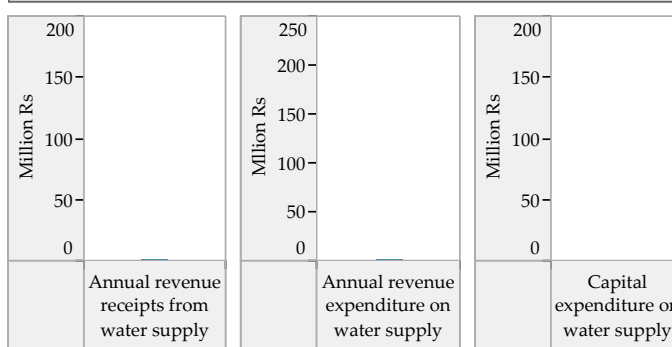 200
150
100
50
0
Million Rs
Annual revenue
receipts from
water supply
250
200
150
100
50
0
MIlion Rs
Annual revenue
expenditure on
water supply
200
150
100
50
0
Million Rs
Capital
expenditure on
water supply